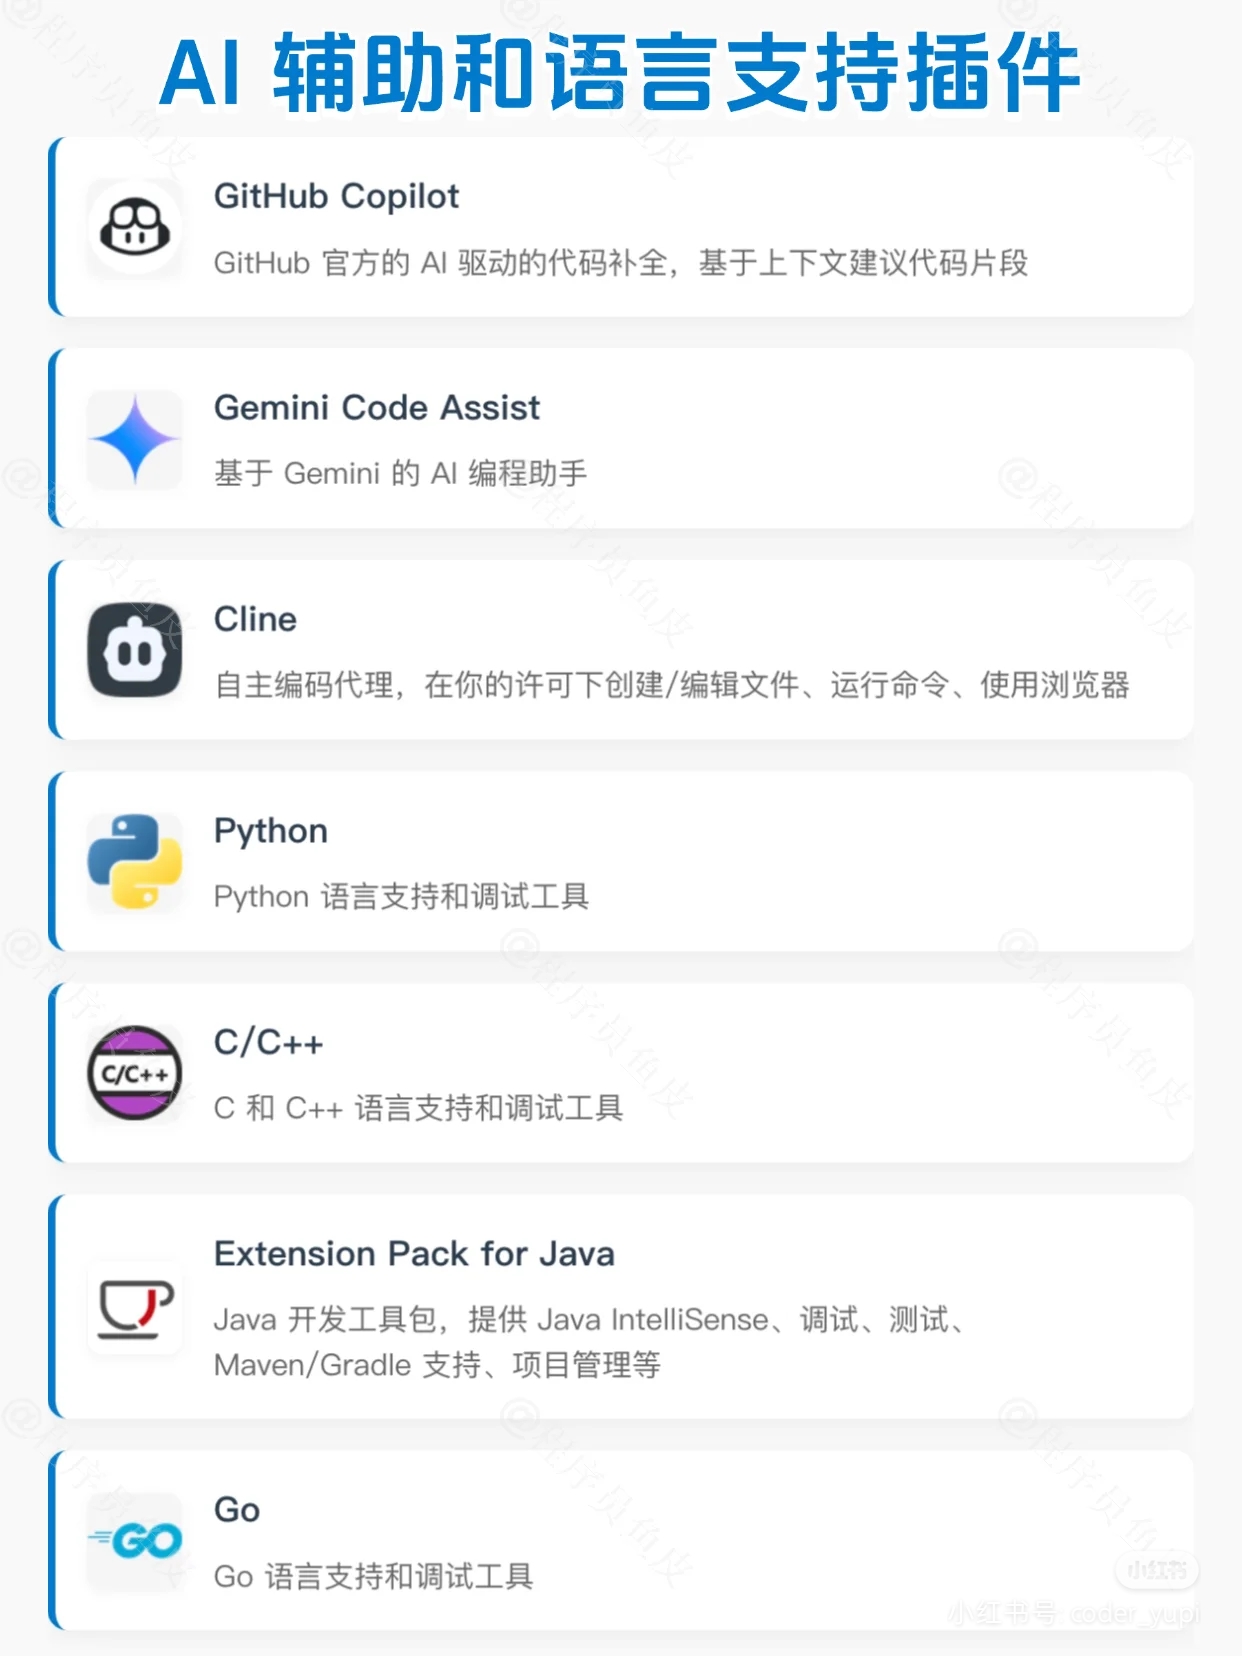 AI 辅助和语言支持插件
GitHub Copilot
GitHub 官方的 AI 驱动的代码补全，基于上下文建议代码片段
Gemini Code Assist
基于 Gemini 的 AI 编程助手
Cline
自主编码代理，在你的许可下创建/编辑文件、运行命令、使用浏览器
Python
Python 语言支持和调试工具
C/C++
C/C++
C 和 C++ 语言支持和调试工具
Extension Pack for Java
Java 开发工具包，提供 Java IntelliSense、调试、测试、
Maven/Gradle 支持、项目管理等
Go
GO
Go 语言支持和调试工具
小红书
小红书号 coder_yupi
@程序员鱼皮